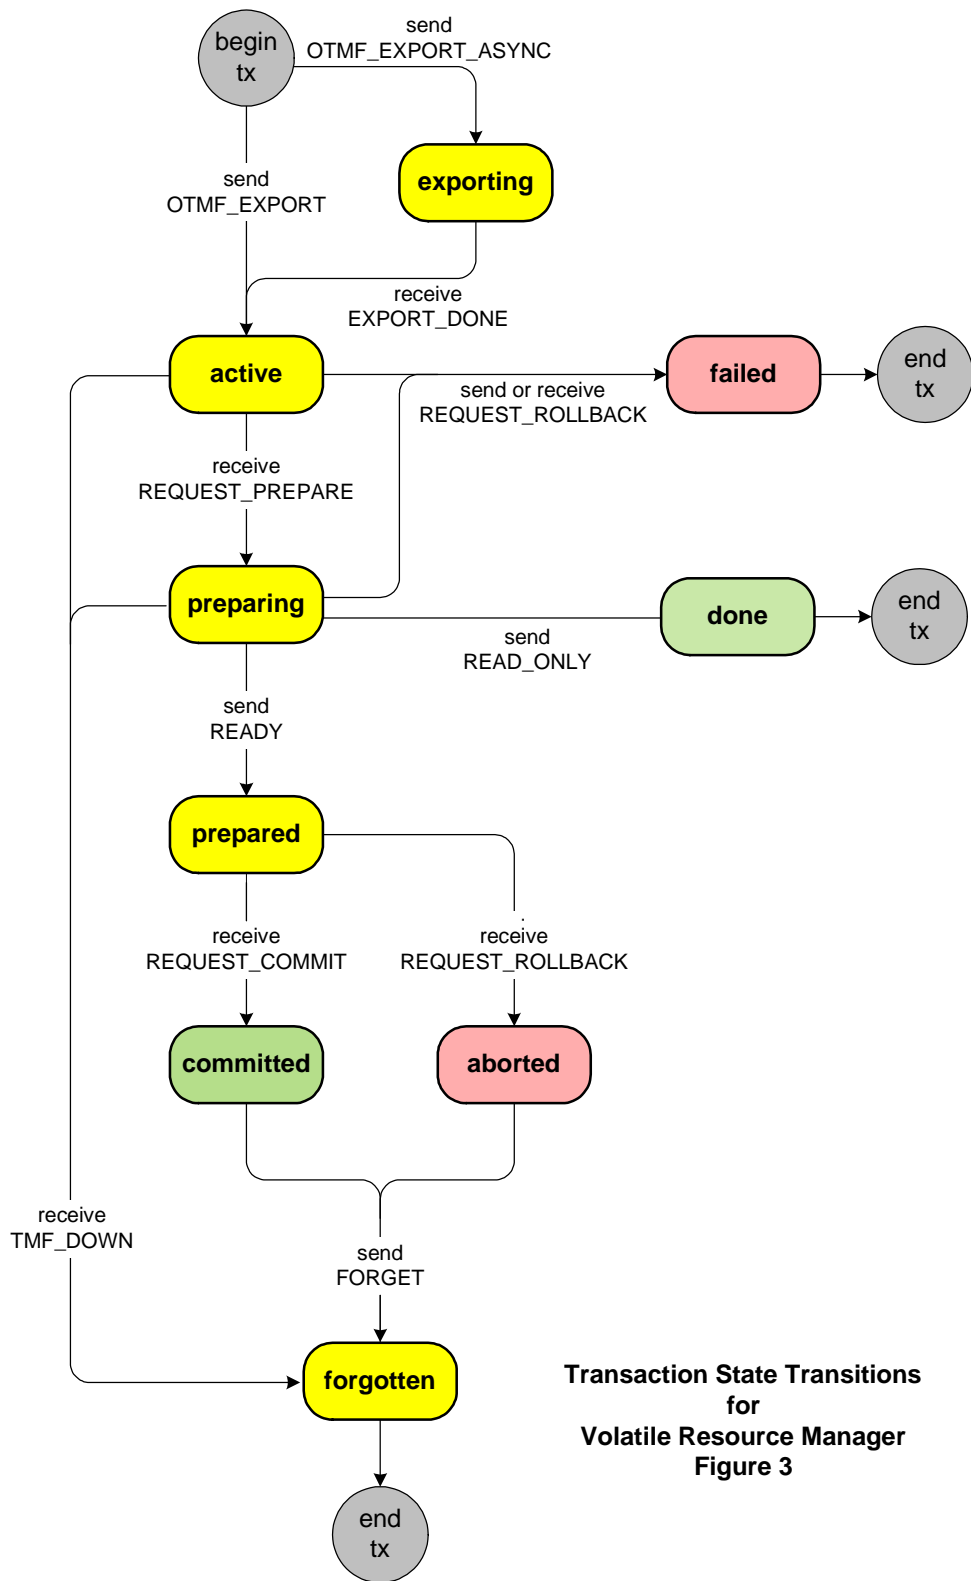 begin
tx
send
OTMF_EXPORT_ASYNC
exporting
send
OTMF_EXPORT
receive
EXPORT_DONE
active
send or receive
REQUEST_ROLLBACK
failed
end
tx
receive
REQUEST_PREPARE
preparing
send
READ_ONLY
done
end
tx
send
READY
prepared
receive
REQUEST_COMMIT
receive
REQUEST_ROLLBACK
committed
aborted
receive
TMF_DOWN
send
FORGET
forgotten
end
tx
Transaction State Transitions
for
Volatile Resource Manager
Figure 3